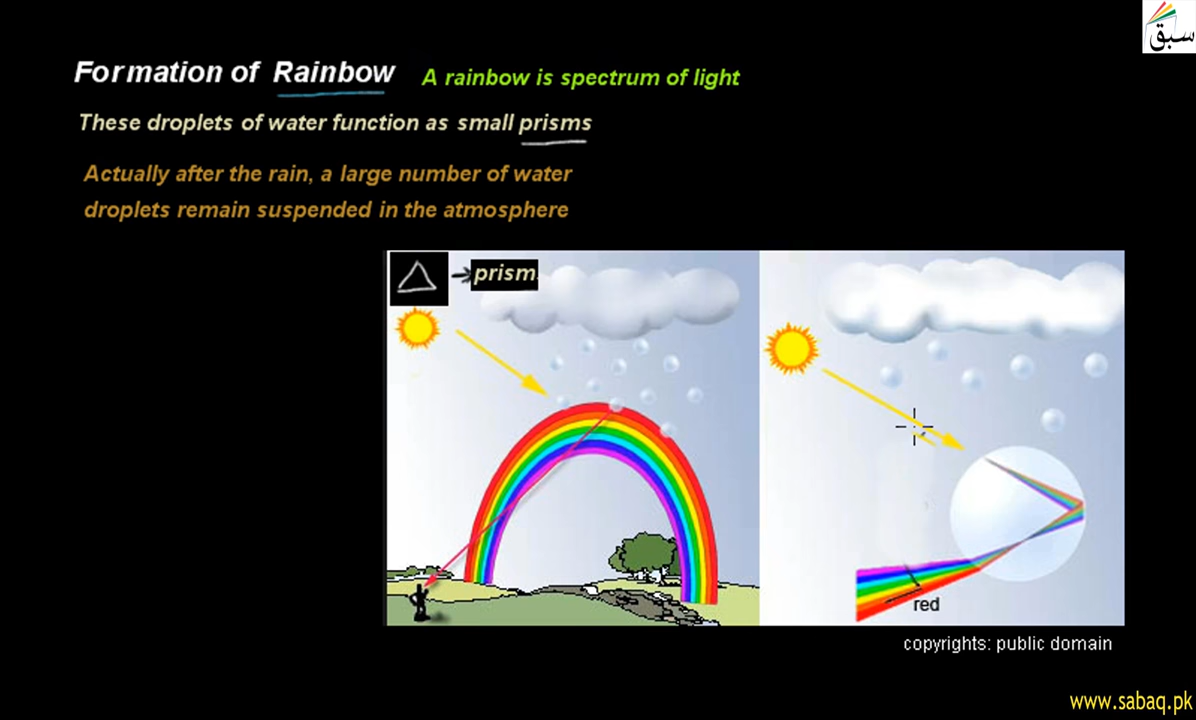 سبق
Formation of Rainbow A rainbow is spectrum of light
These droplets of water function as small prisms
Actually after the rain, a large number of water
droplets remain suspended in the atmosphere
prism
red
copyrights: public domain
www.sabaq.pk